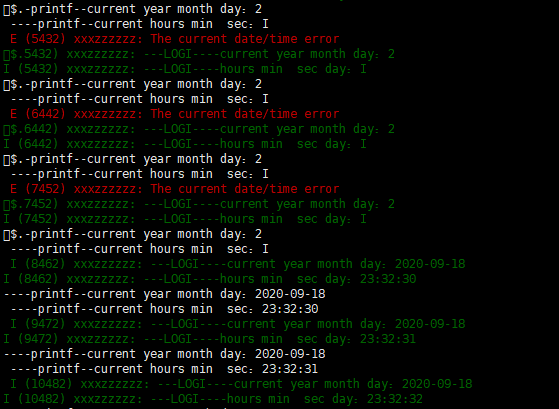 $.-printf--current year month day: 2
----printf--current hours min  sec: I
E (5432) xxxzzzzzz: The current date/time error
$.5432) xxxzzzzzz: ---LOGI----current year month day: 2
I (5432) xxxzzzzzz: ---LOGI----hours min  sec day: I
$.-printf--current year month day: 2
----printf--current hours min  sec: I
E (6442) xxxzzzzzz: The current date/time error
$.6442) xxxzzzzzz: ---LOGI----current year month day: 2
I (6442) xxxzzzzzz: ---LOGI----hours min  sec day: I
$.-printf--current year month day: 2
----printf--current hours min  sec: I
E (7452) xxxzzzzzz: The current date/time error
$.7452) xxxzzzzzz: ---LOGI----current year month day: 2
I (7452) xxxzzzzzz: ---LOGI----hours min  sec day: I
$.-printf--current year month day: 2
----printf--current hours min  sec: I
I (8462) xxxzzzzzz: ---LOGI----current year month day: 2020-09-18
I (8462) xxxzzzzzz: ---LOGI----hours min  sec day: 23:32:30
----printf--current year month day: 2020-09-18
----printf--current hours min  sec: 23:32:30
I (9472) xxxzzzzzz: ---LOGI----current year month day: 2020-09-18
I (9472) xxxzzzzzz: ---LOGI----hours min  sec day: 23:32:31
----printf--current year month day: 2020-09-18
----printf--current hours min  sec: 23:32:31
I (10482) xxxzzzzzz: ---LOGI----current year month day: 2020-09-18
I (10482) xxxzzzzzz: ---LOGI----hours min  sec day: 23:32:32